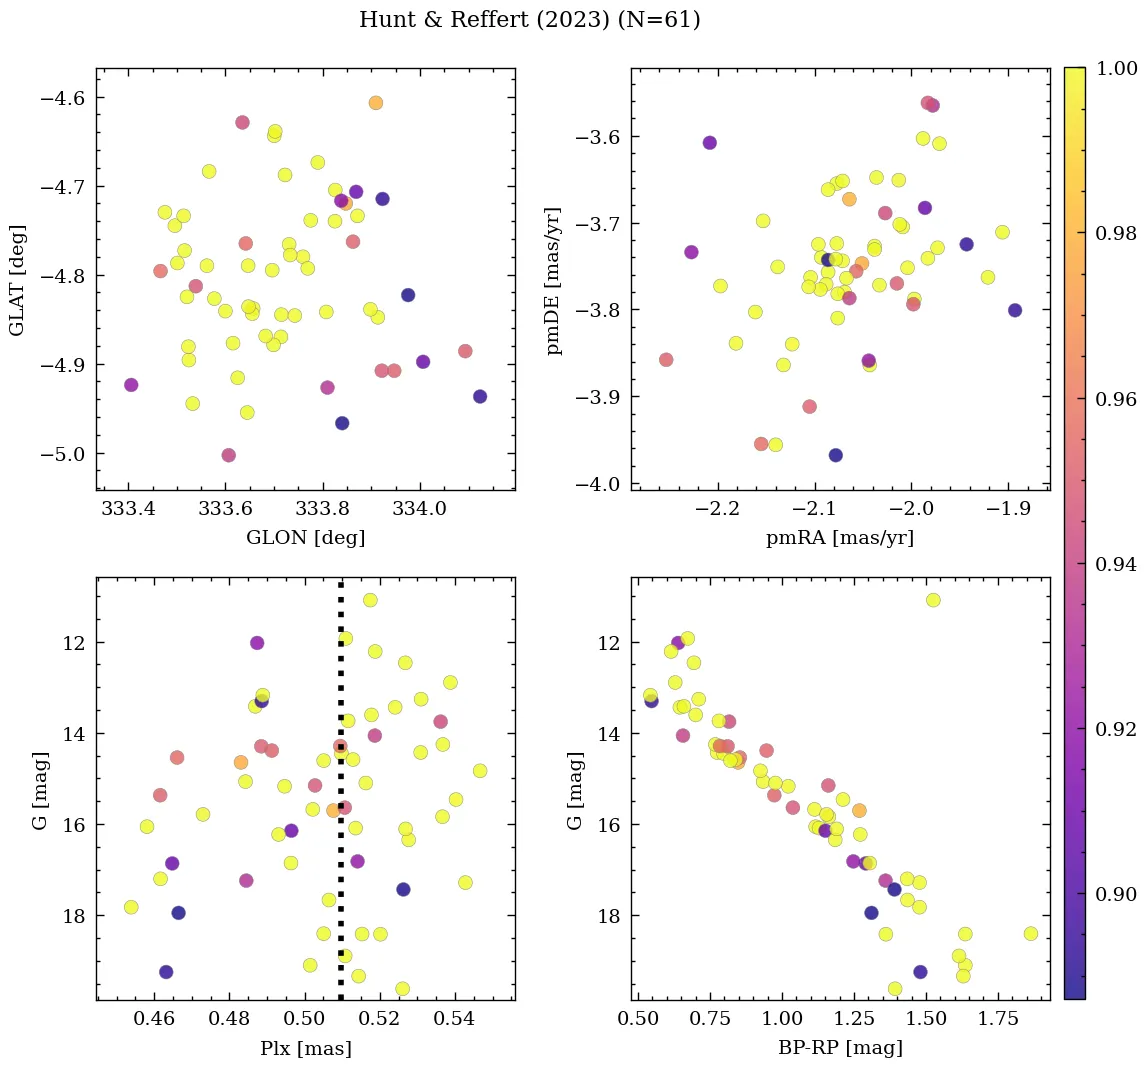 Hunt & Reffert (2023) (N=61)
−4.6
−4.7
−4.8
−4.9
−5.0
GLAT [deg]
333.4 333.6 333.8 334.0
GLON [deg]
−3.6
−3.7
−3.8
−3.9
−4.0
pmDE [mas/yr]
−2.2 −2.1 −2.0 −1.9
pmRA [mas/yr]
1.00
0.98
0.96
0.94
0.92
0.90
12
14
16
18
G [mag]
0.46 0.48 0.50 0.52 0.54
Plx [mas]
12
14
16
18
G [mag]
0.50 0.75 1.00 1.25 1.50 1.75
BP-RP [mag]